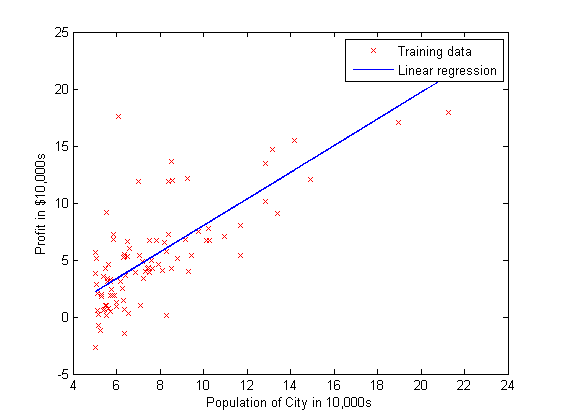 25
20
15
10
5
0
-5
Profit in $10,000s
Training data
Linear regression
4 6 8 10 12 14 16 18 20 22 24
Population of City in 10,000s